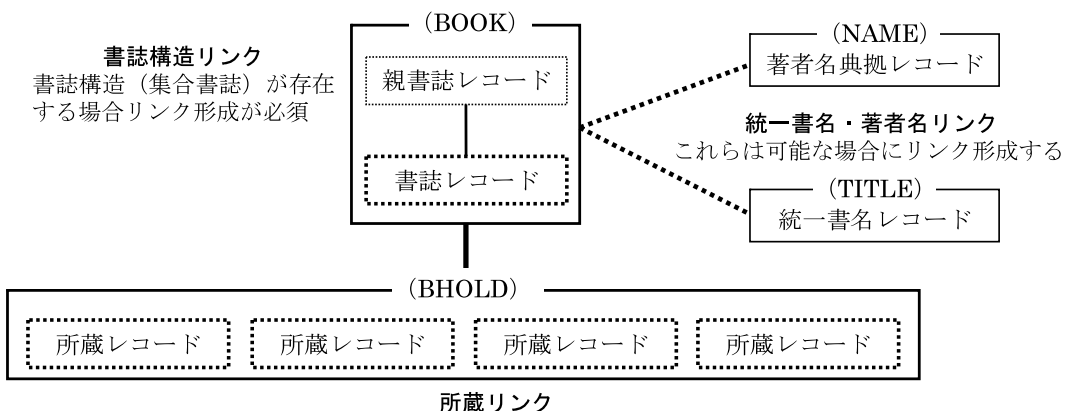 （BOOK）
親書誌レコード
書誌レコード
書誌構造リンク
書誌構造（集合書誌）が存在
する場合リンク形成が必須
（NAME）
著者名典拠レコード
統一書名・著者名リンク
これらは可能な場合にリンク形成する
（TITLE）
統一書名レコード
（BHOLD）
所蔵レコード 所蔵レコード 所蔵レコード 所蔵レコード
所蔵リンク